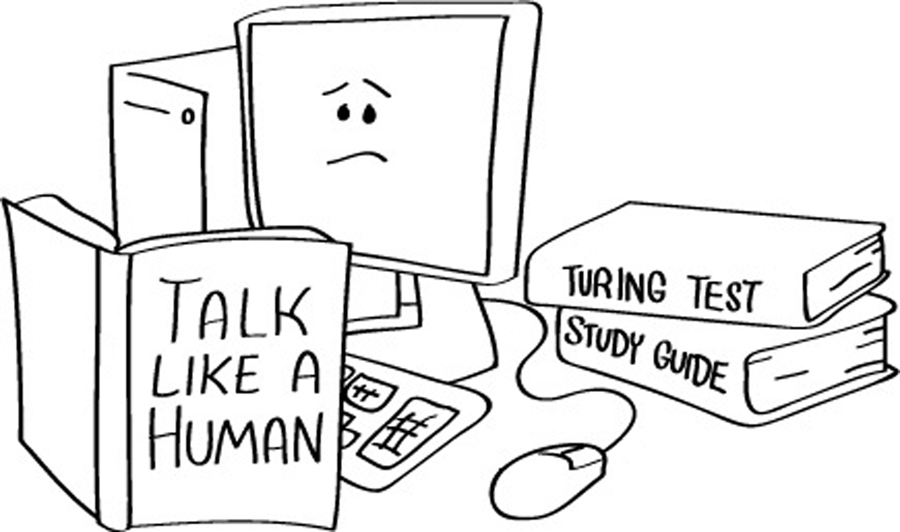 TALK
LIKE A
HUMAN
TURING TEST
STUDY GUIDE